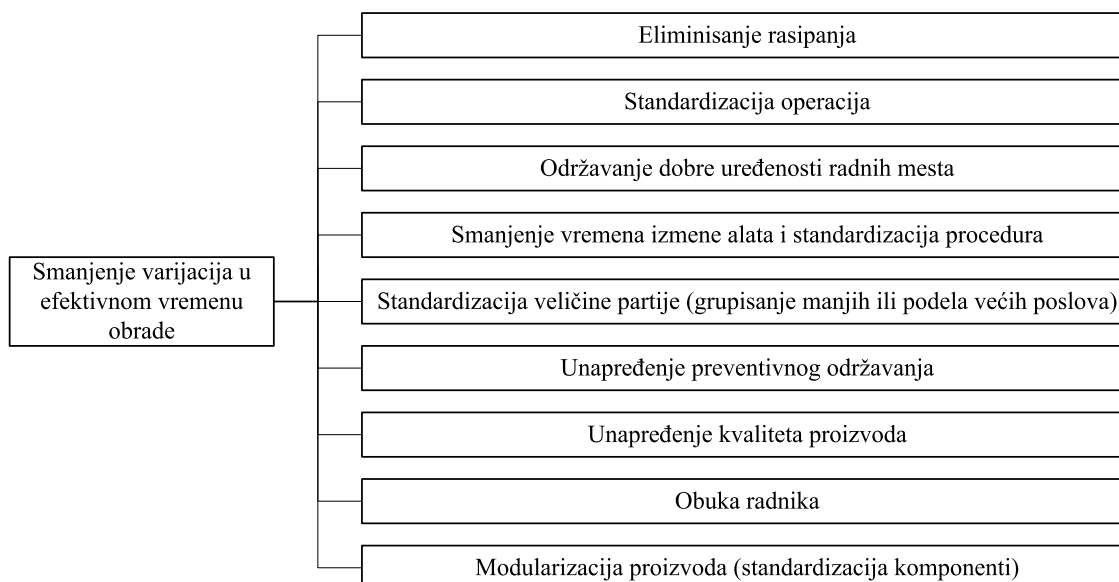 Eliminisanje rasipanja
Standardizacija operacija
Održavanje dobre uređenosti radnih mesta
Smanjenje vremena izmene alata i standardizacija procedura
Smanjenje varijacija u
efektivnom vremenu
obrade
Standardizacija veličine partije (grupisanje manjih ili podela većih poslova)
Unapređenje preventivnog održavanja
Unapređenje kvaliteta proizvoda
Obuka radnika
Modularizacija proizvoda (standardizacija komponenti)